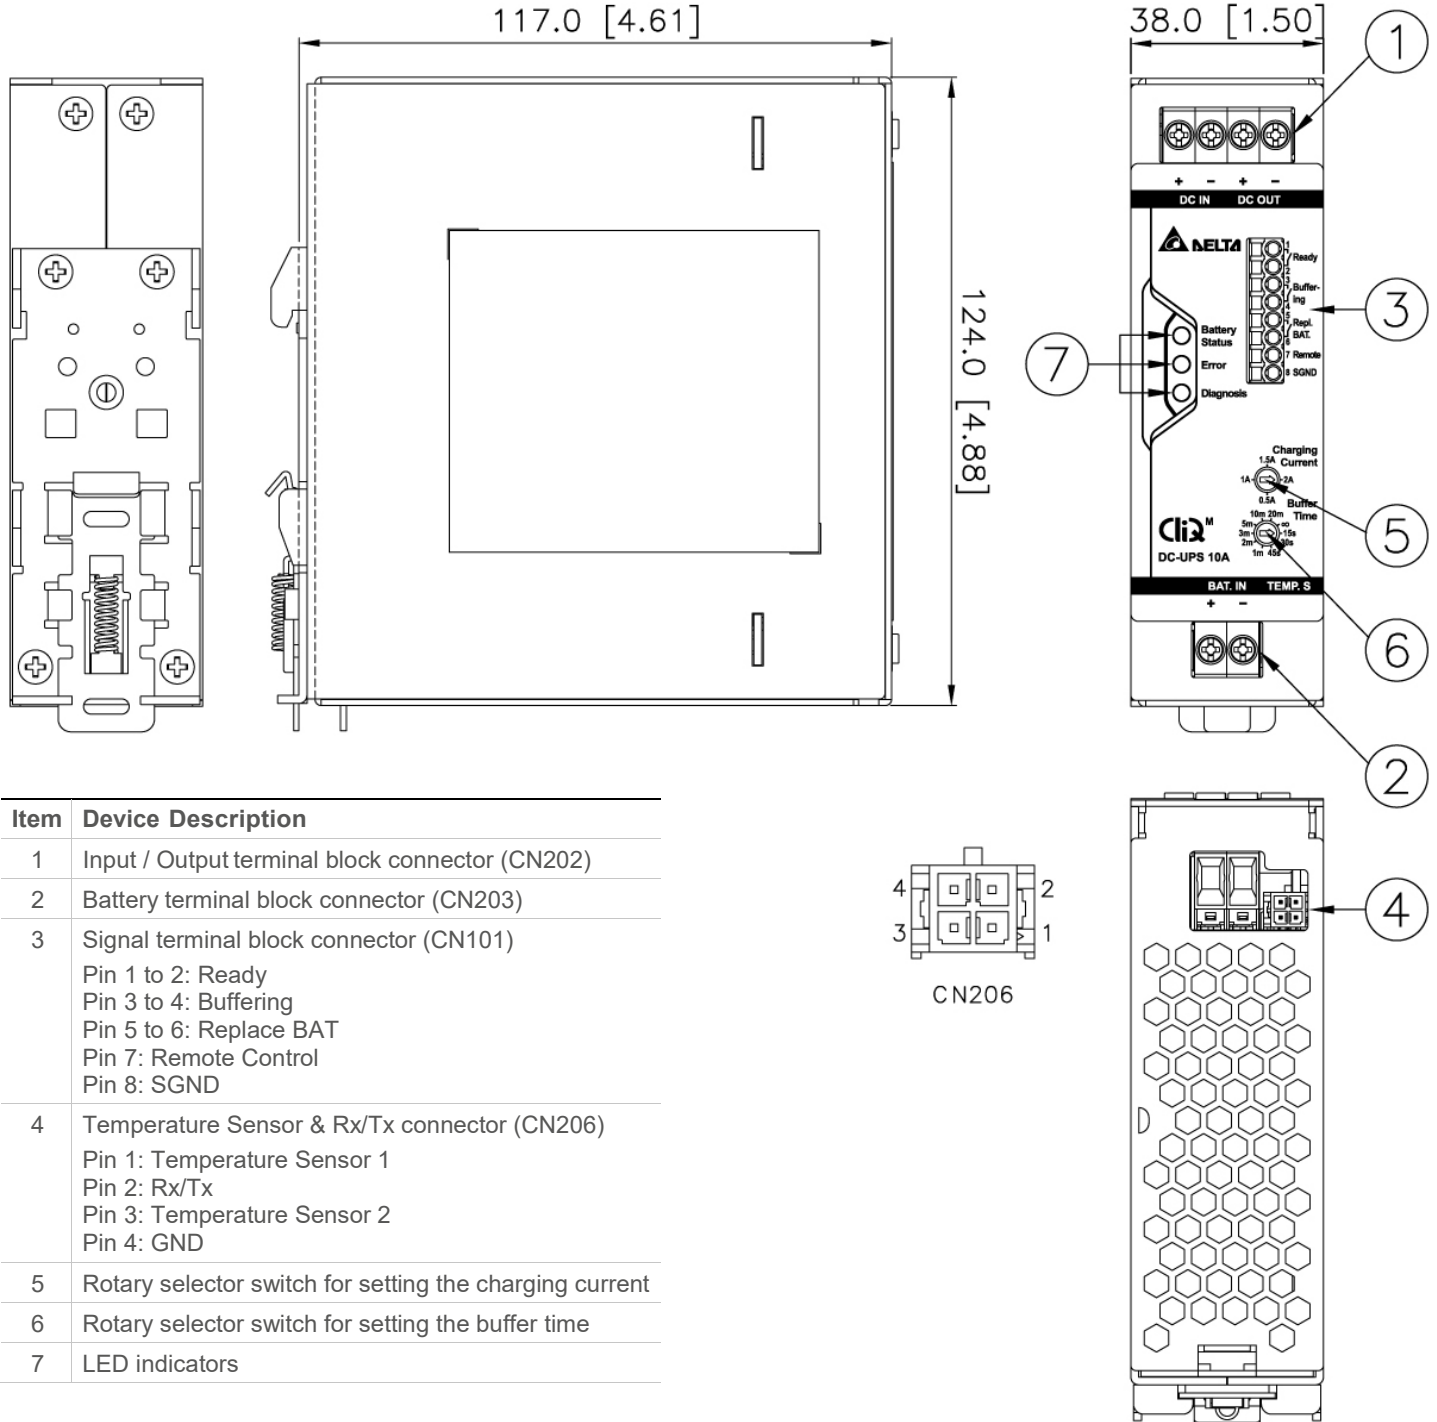 117.0 [4.61]
38.0 [1.50]
1
+ − + −
DC IN DC OUT
DELTA
1
2
Ready
3
4
Buffer-
ing
5
6
Repl.
BAT.
7 Remote
8 SGND
3
7
Battery
Status
Error
Diagnosis
124.0 [4.88]
Charging
Current
1.5A
1A
2A
0.5A
Buffer
Time
10m 20m
5m
∞
3m
15s
2m
30s
1m 45s
5
CliQ M
DC-UPS 10A
BAT. IN TEMP. S
+ −
6
2
Item Device Description
1 Input / Output terminal block connector (CN202)
2 Battery terminal block connector (CN203)
3 Signal terminal block connector (CN101)
Pin 1 to 2: Ready
Pin 3 to 4: Buffering
Pin 5 to 6: Replace BAT
Pin 7: Remote Control
Pin 8: SGND
4 Temperature Sensor & Rx/Tx connector (CN206)
Pin 1: Temperature Sensor 1
Pin 2: Rx/Tx
Pin 3: Temperature Sensor 2
Pin 4: GND
5 Rotary selector switch for setting the charging current
6 Rotary selector switch for setting the buffer time
7 LED indicators
4 2
3 1
CN206
4